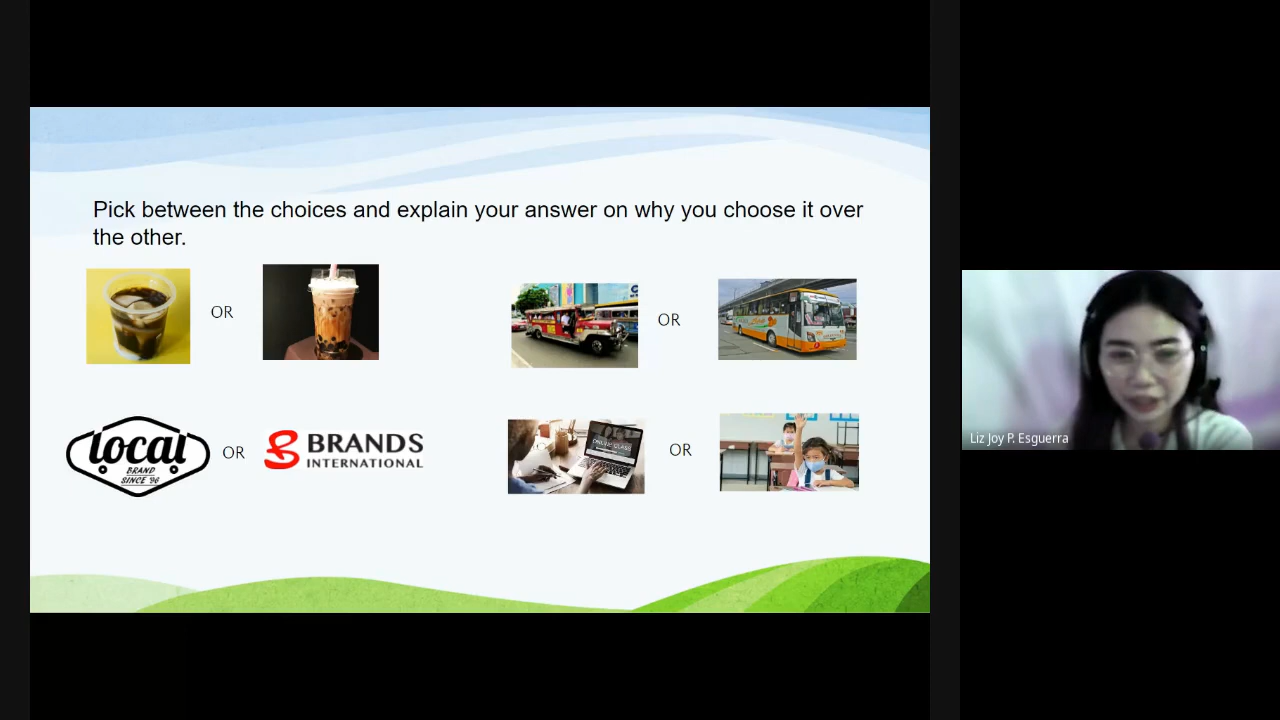 Pick between the choices and explain your answer on why you choose it over
the other.
OR
OR
local
BRAND
SINCE '96
OR
BRANDS
INTERNATIONAL
OR
Liz Joy P. Esguerra